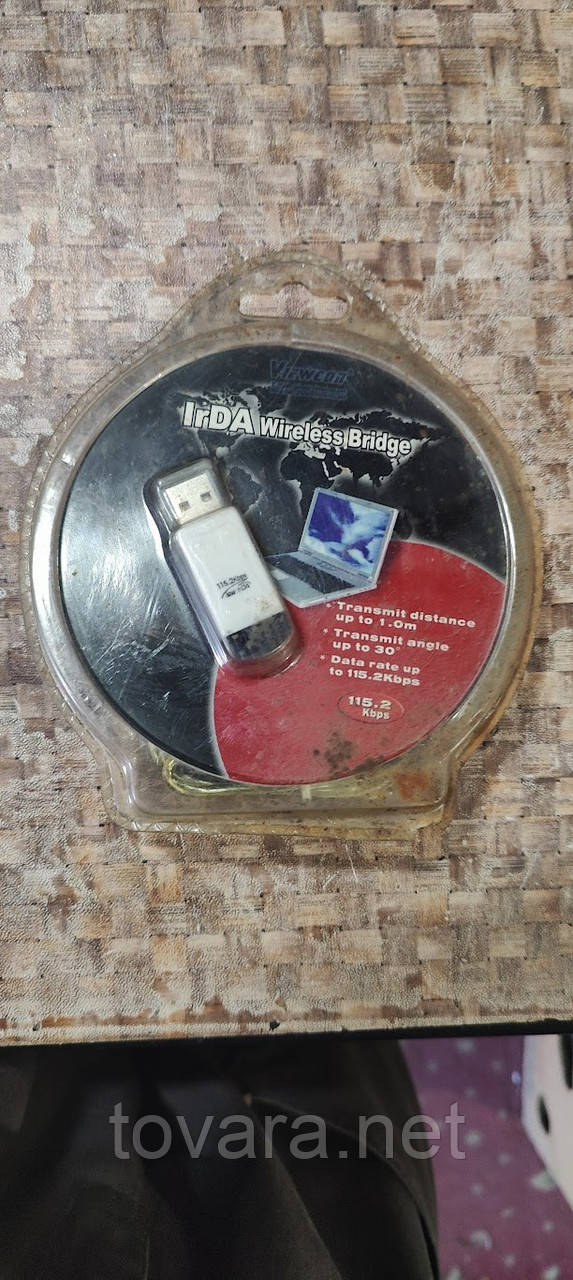 Viewcon
IrDA Wireless Bridge
115.2Kbps
* Transmit distance
up to 1.0m
* Transmit angle
up to 30°
* Data rate up
to 115.2Kbps
115.2
Kbps
tovara.net